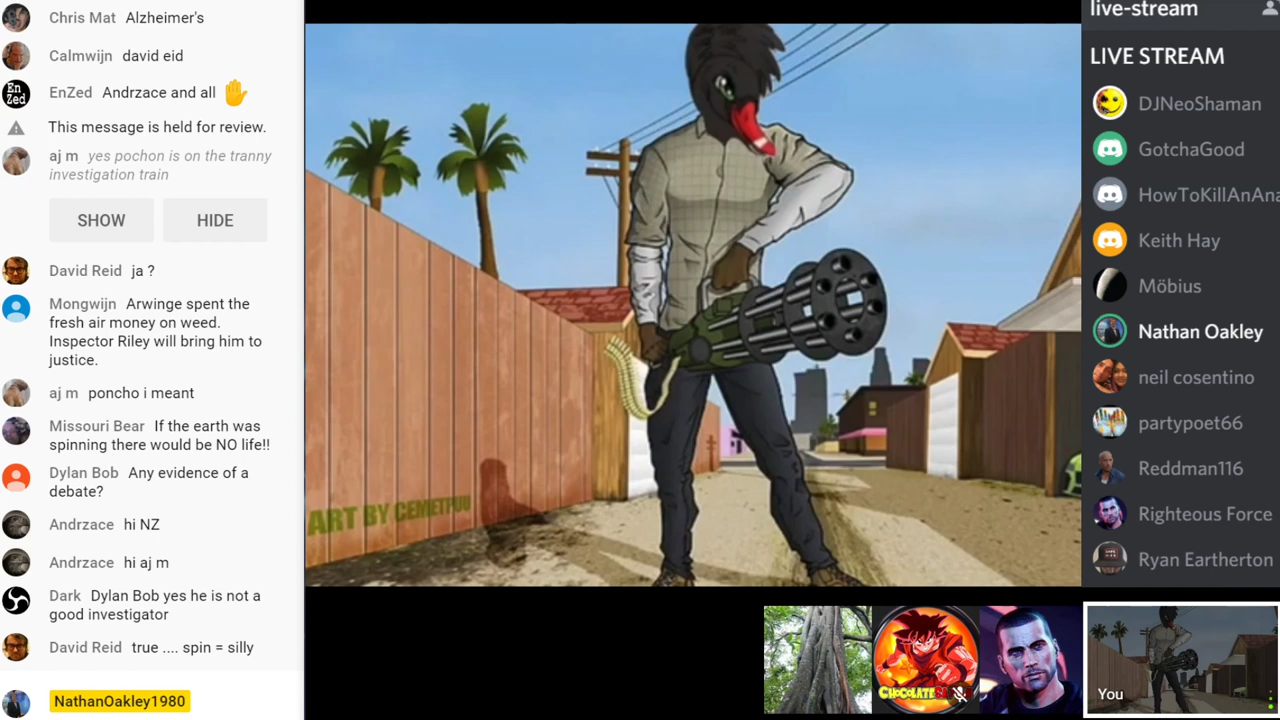 Chris Mat Alzheimer's
Calmwijn david eid
En
Zed
EnZed Andrzace and all
This message is held for review.
aj m yes pochon is on the tranny
investigation train
SHOW HIDE
David Reid ja ?
Mongwijn Arwinge spent the
fresh air money on weed.
Inspector Riley will bring him to
justice.
aj m poncho i meant
Missouri Bear If the earth was
spinning there would be NO life!!
Dylan Bob Any evidence of a
debate?
Andrzace hi NZ
Andrzace hi aj m
Dark Dylan Bob yes he is not a
good investigator
David Reid true .... spin = silly
NathanOakley1980
ART BY CEMETPUU
live-stream
LIVE STREAM
DJNeoShaman
GotchaGood
HowToKillAnAna
Keith Hay
Möbius
Nathan Oakley
neil cosentino
partypoet66
Reddman116
Righteous Force
Ryan Eartherton
You